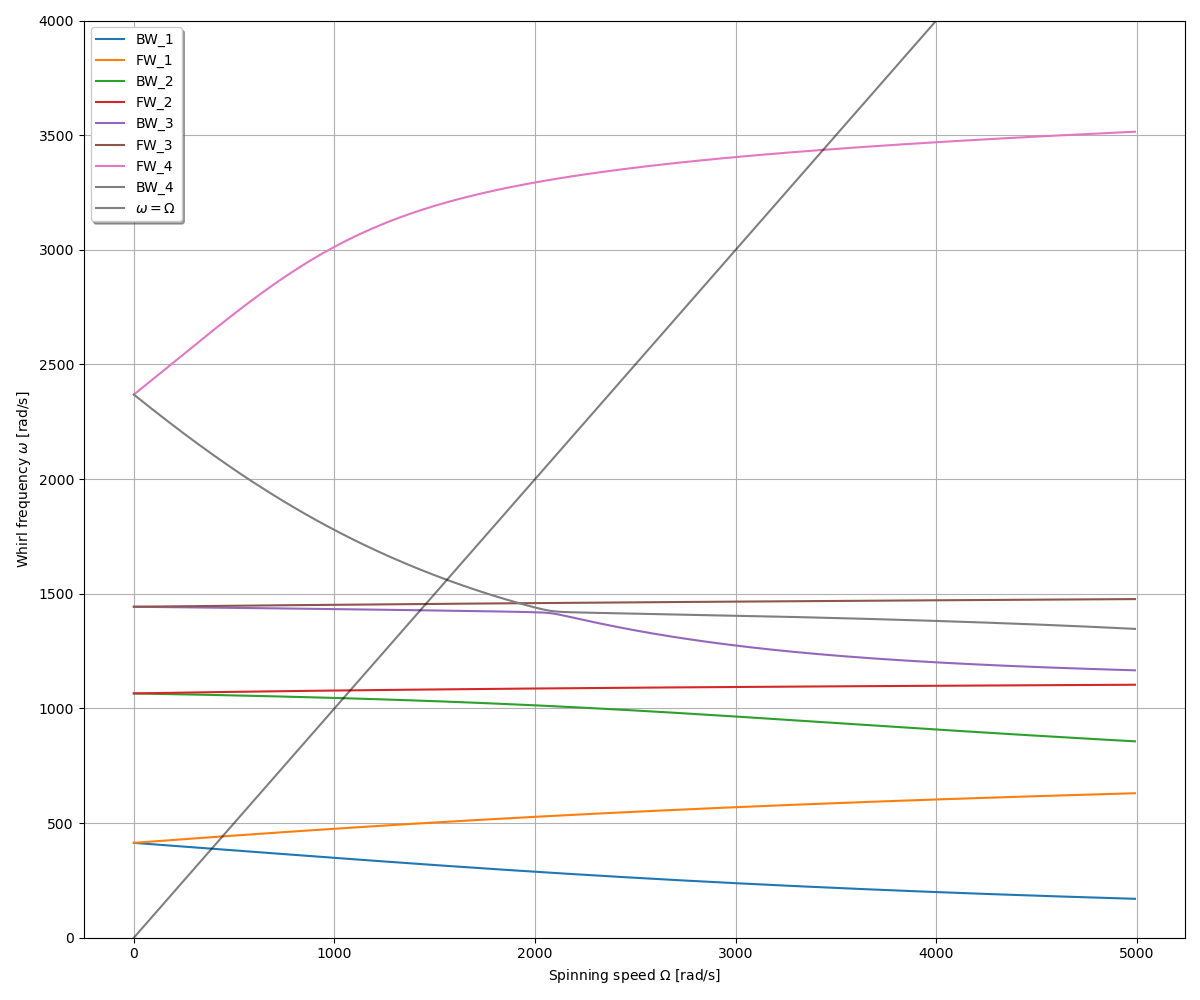 BW_1
FW_1
BW_2
FW_2
BW_3
FW_3
FW_4
BW_4
ω = Ω
4000
3500
3000
2500
2000
1500
1000
500
0
Whirl frequency ω [rad/s]
0 1000 2000 3000 4000 5000
Spinning speed Ω [rad/s]